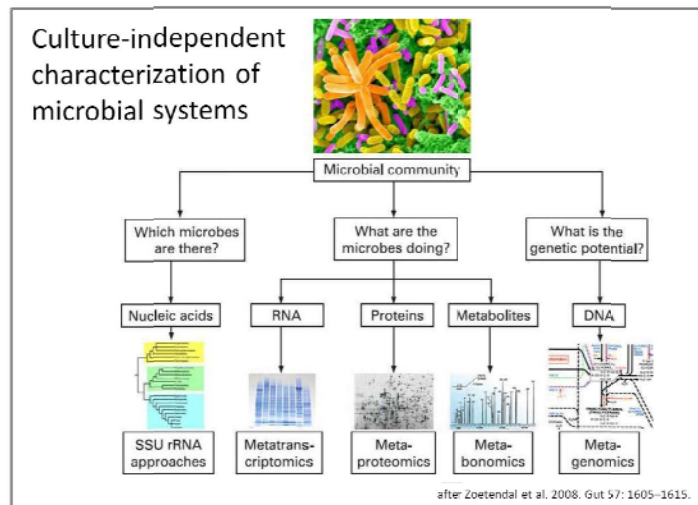 Culture-independent
characterization of
microbial systems
Microbial community
Which microbes
are there?
What are the
microbes doing?
What is the
genetic potential?
Nucleic acids
RNA
Proteins
Metabolites
DNA
SSU rRNA
approaches
Metatrans-
criptomics
Meta-
proteomics
Meta-
bonomics
Meta-
genomics
after Zoetendal et al. 2008. Gut 57: 1605–1615.